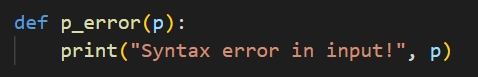 def p_error(p):
    print("Syntax error in input!", p)